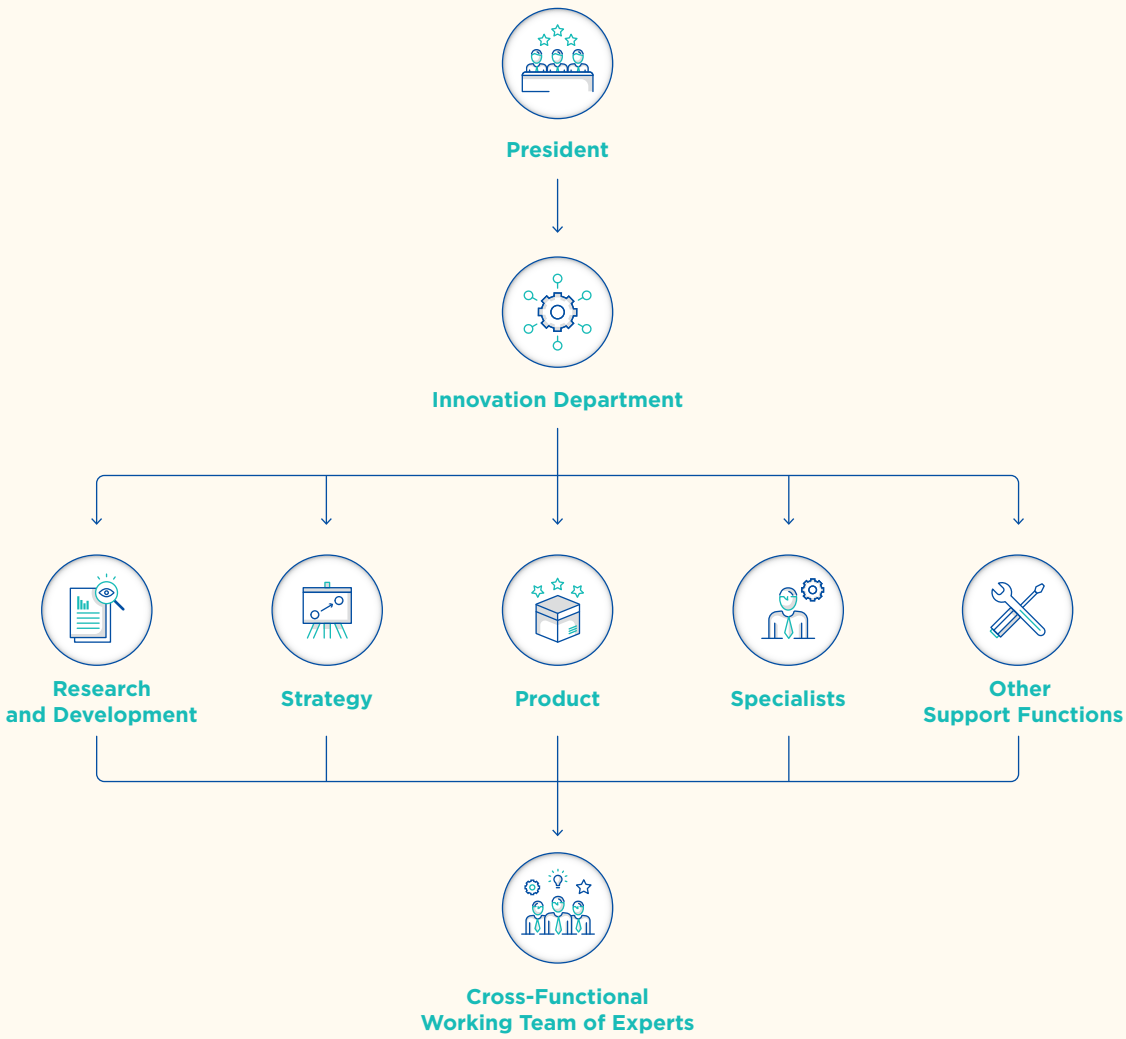 President
Innovation Department
Research
and Development
Strategy
Product
Specialists
Other
Support Functions
Cross-Functional
Working Team of Experts